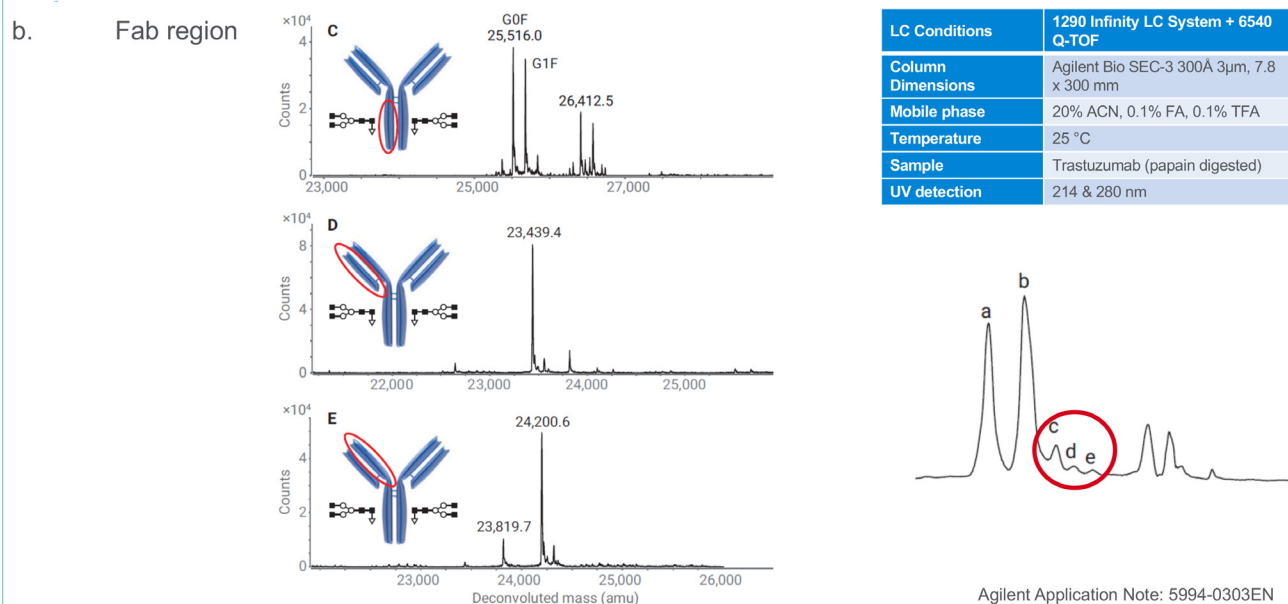 b. Fab region
×10⁴
C
G0F
25,516.0
G1F
26,412.5
4
2
0
Counts
23,000 25,000 27,000
×10⁴
D
23,439.4
8
4
0
Counts
22,000 23,000 24,000 25,000
×10⁴
E
24,200.6
23,819.7
4
2
0
Counts
23,000 24,000 25,000 26,000
Deconvoluted mass (amu)
LC Conditions
1290 Infinity LC System + 6540
Q-TOF
Column
Dimensions
Agilent Bio SEC-3 300Å 3µm, 7.8
x 300 mm
Mobile phase
20% ACN, 0.1% FA, 0.1% TFA
Temperature
25 °C
Sample
Trastuzumab (papain digested)
UV detection
214 & 280 nm
a
b
c
d
e
Agilent Application Note: 5994-0303EN